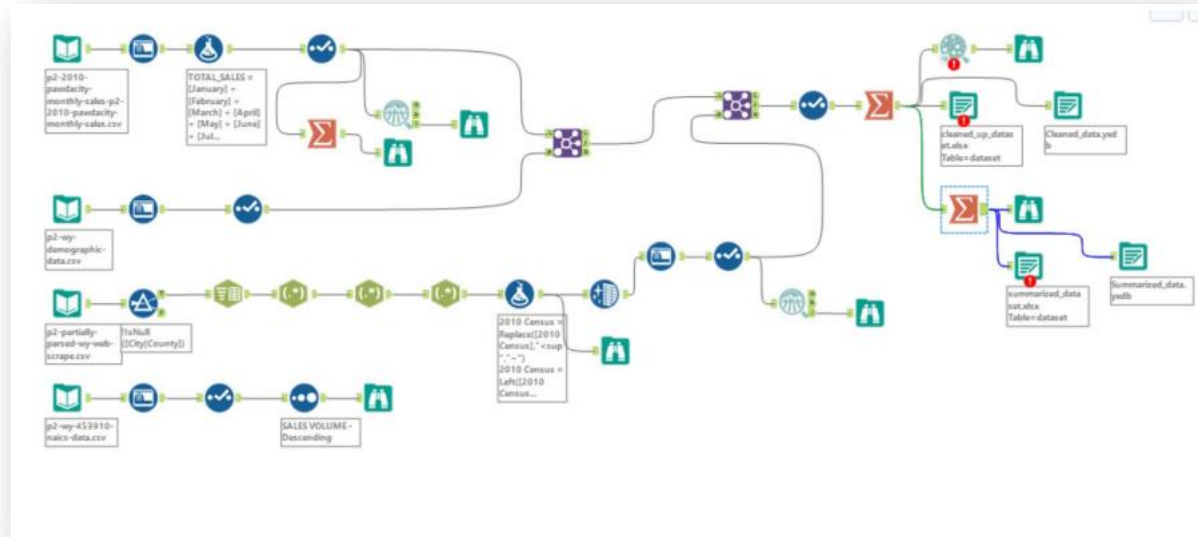 p2-2010-
pawdacity-
monthly-sales-p2-
2010-pawdacity-
monthly-sales.csv
TOTAL_SALES =
[January] +
[February] +
[March] + [April]
+ [May] + [June]
+ [Jul...
p2-wy-
demographic-
data.csv
p2-partially-
parsed-wy-web-
scrape.csv
!IsNull
([City|County])
2010 Census =
Replace([2010
Census],"<sup
","~")
2010 Census =
Left([2010
Census...
p2-wy-453910-
naics-data.csv
SALES VOLUME -
Descending
cleaned_up_datas
et.xlsx
Table=dataset
Cleaned_data.yxd
b
summarized_data
set.xlsx
Table=dataset
Summarized_data.
yxdb